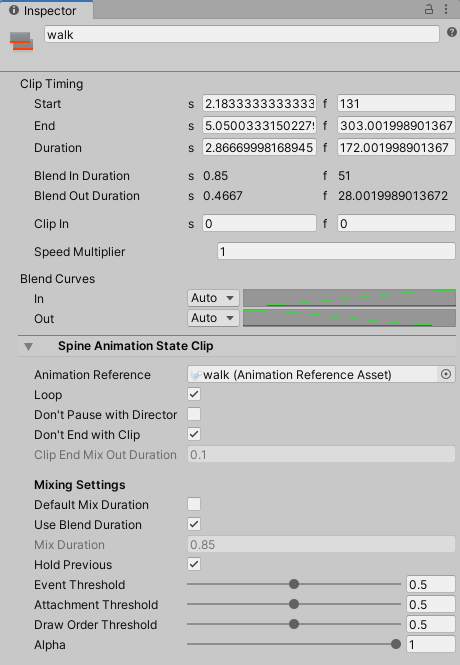 Inspector
walk
Clip Timing
Start s 2.18333333333333 f 131
End s 5.05003331502279 f 303.001998901367
Duration s 2.86669998168945 f 172.001998901367
Blend In Duration s 0.85 f 51
Blend Out Duration s 0.4667 f 28.0019989013672
Clip In s 0 f 0
Speed Multiplier 1
Blend Curves
In Auto
Out Auto
Spine Animation State Clip
Animation Reference walk (Animation Reference Asset)
Loop
Don't Pause with Director
Don't End with Clip
Clip End Mix Out Duration 0.1
Mixing Settings
Default Mix Duration
Use Blend Duration
Mix Duration 0.85
Hold Previous
Event Threshold 0.5
Attachment Threshold 0.5
Draw Order Threshold 0.5
Alpha 1